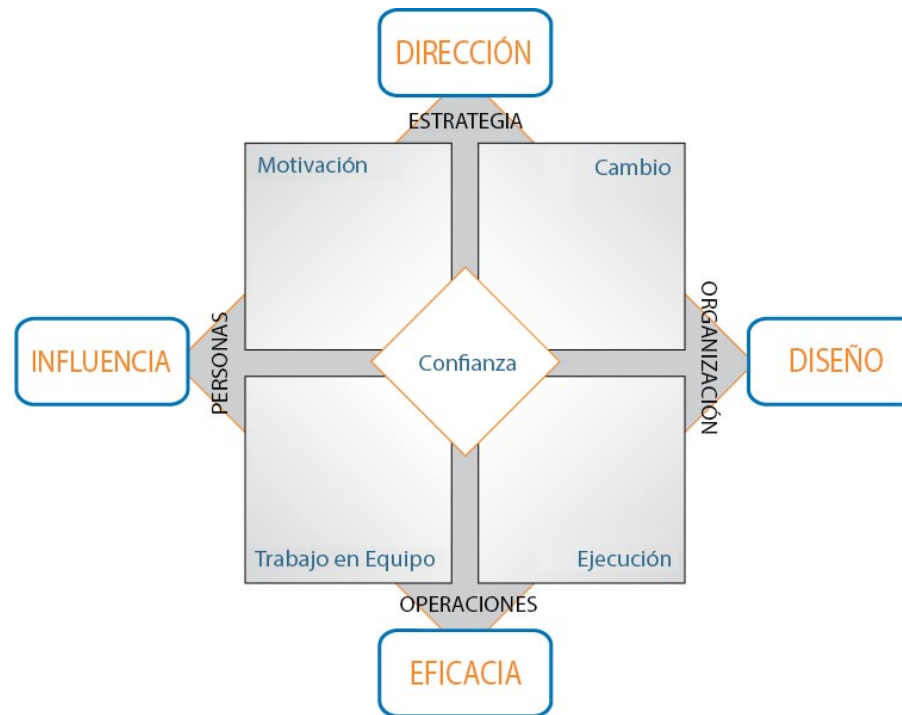 DIRECCIÓN
ESTRATEGIA
Motivación
Cambio
INFLUENCIA
PERSONAS
Confianza
ORGANIZACIÓN
DISEÑO
Trabajo en Equipo
Ejecución
OPERACIONES
EFICACIA